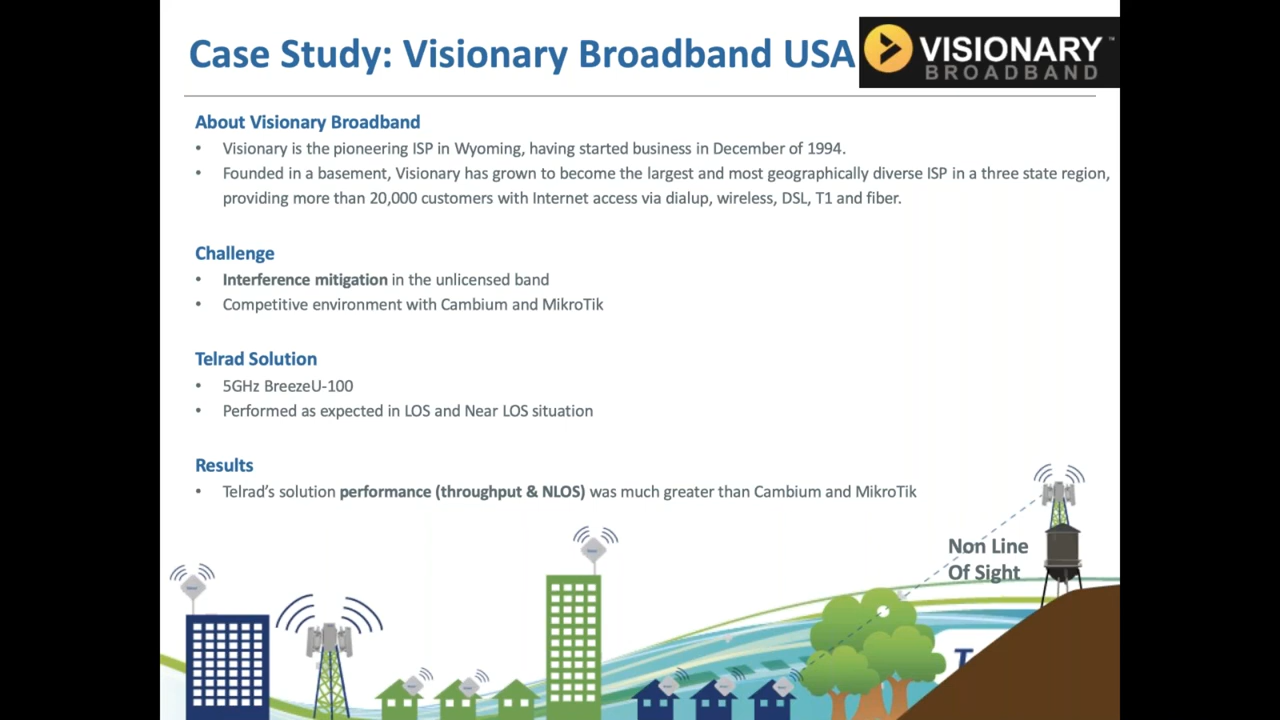 Case Study: Visionary Broadband USA
VISIONARY™
BROADBAND
About Visionary Broadband
• Visionary is the pioneering ISP in Wyoming, having started business in December of 1994.
• Founded in a basement, Visionary has grown to become the largest and most geographically diverse ISP in a three state region,
providing more than 20,000 customers with Internet access via dialup, wireless, DSL, T1 and fiber.
Challenge
• Interference mitigation in the unlicensed band
• Competitive environment with Cambium and MikroTik
Telrad Solution
• 5GHz BreezeU-100
• Performed as expected in LOS and Near LOS situation
Results
• Telrad's solution performance (throughput & NLOS) was much greater than Cambium and MikroTik
Non Line
Of Sight